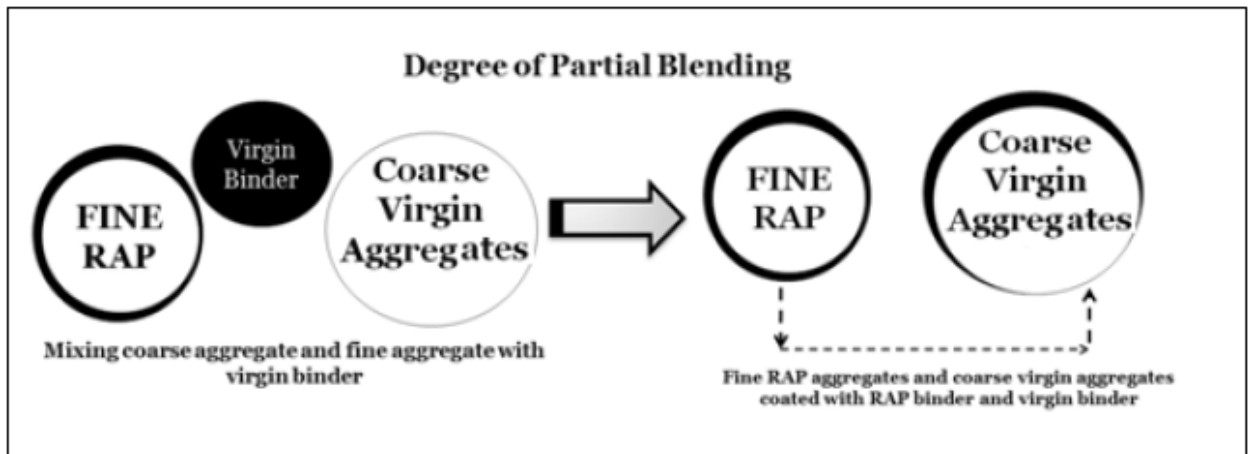 Degree of Partial Blending
FINE
RAP
Virgin
Binder
Coarse
Virgin
Aggregates
Mixing coarse aggregate and fine aggregate with
virgin binder
FINE
RAP
Coarse
Virgin
Aggregates
Fine RAP aggregates and coarse virgin aggregates
coated with RAP binder and virgin binder